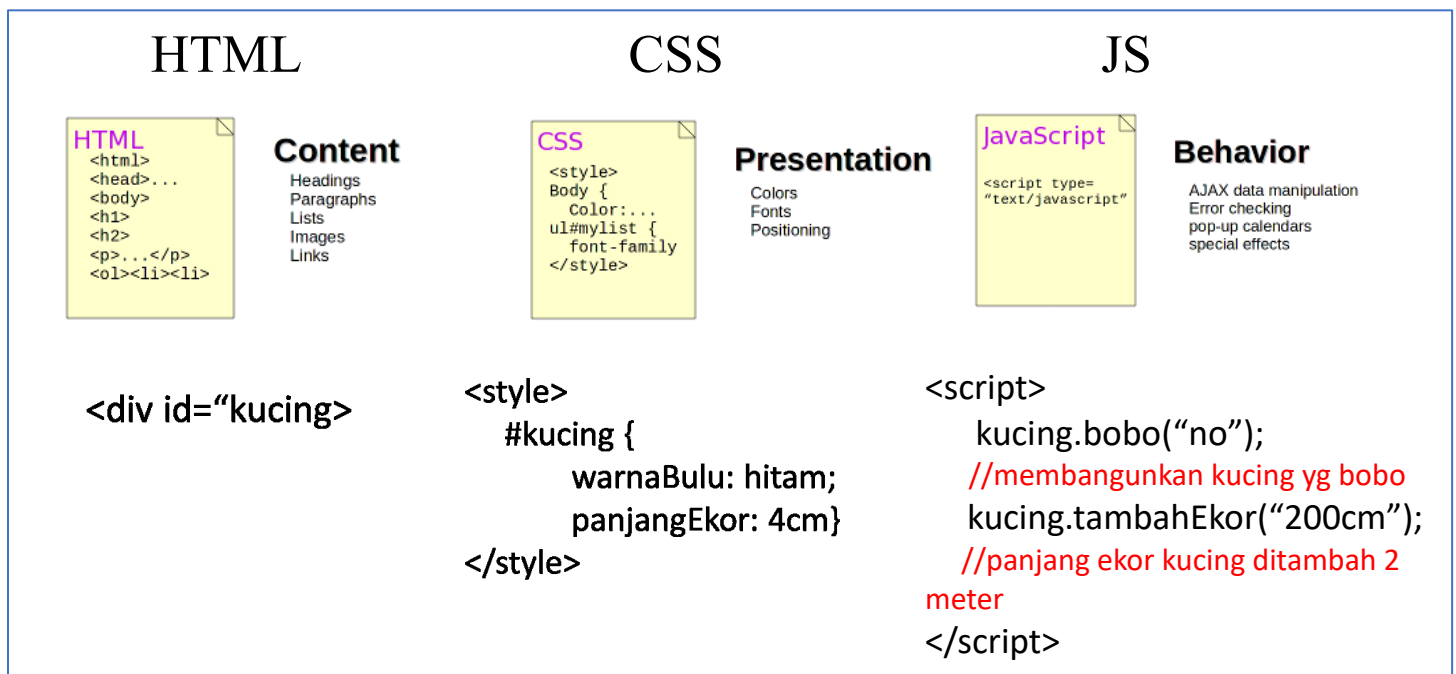 HTML
HTML
<html>
<head>...
<body>
<h1>
<h2>
<p>...</p>
<ol><li><li>
Content
Headings
Paragraphs
Lists
Images
Links
<div id=“kucing>
CSS
CSS
<style>
Body {
Color:...
ul#mylist {
font-family
</style>
Presentation
Colors
Fonts
Positioning
<style>
#kucing {
warnaBulu: hitam;
panjangEkor: 4cm}
</style>
JS
JavaScript
<script type=
“text/javascript”
Behavior
AJAX data manipulation
Error checking
pop-up calendars
special effects
<script>
kucing.bobo(“no”);
//membangunkan kucing yg bobo
kucing.tambahEkor(“200cm”);
//panjang ekor kucing ditambah 2
meter
</script>